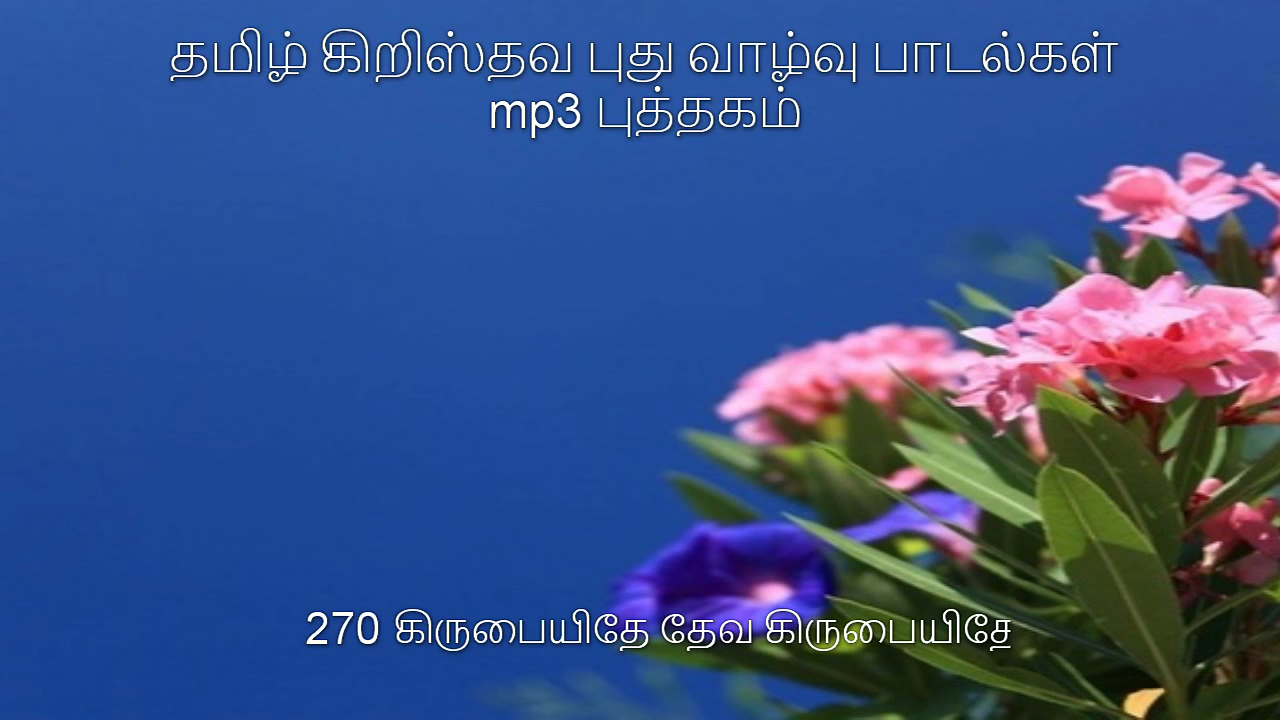 தமிழ் கிறிஸ்தவ புது வாழ்வு பாடல்கள்
mp3 புத்தகம்
270 கிருபையிதே தேவ கிருபையிசே